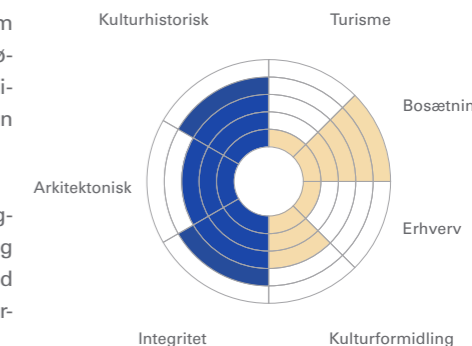 Kulturhistorisk
Turisme
Bosætnin
Arkitektonisk
Erhverv
Integritet
Kulturformidling
m
ø-
i-
n
g-
g
d
r-